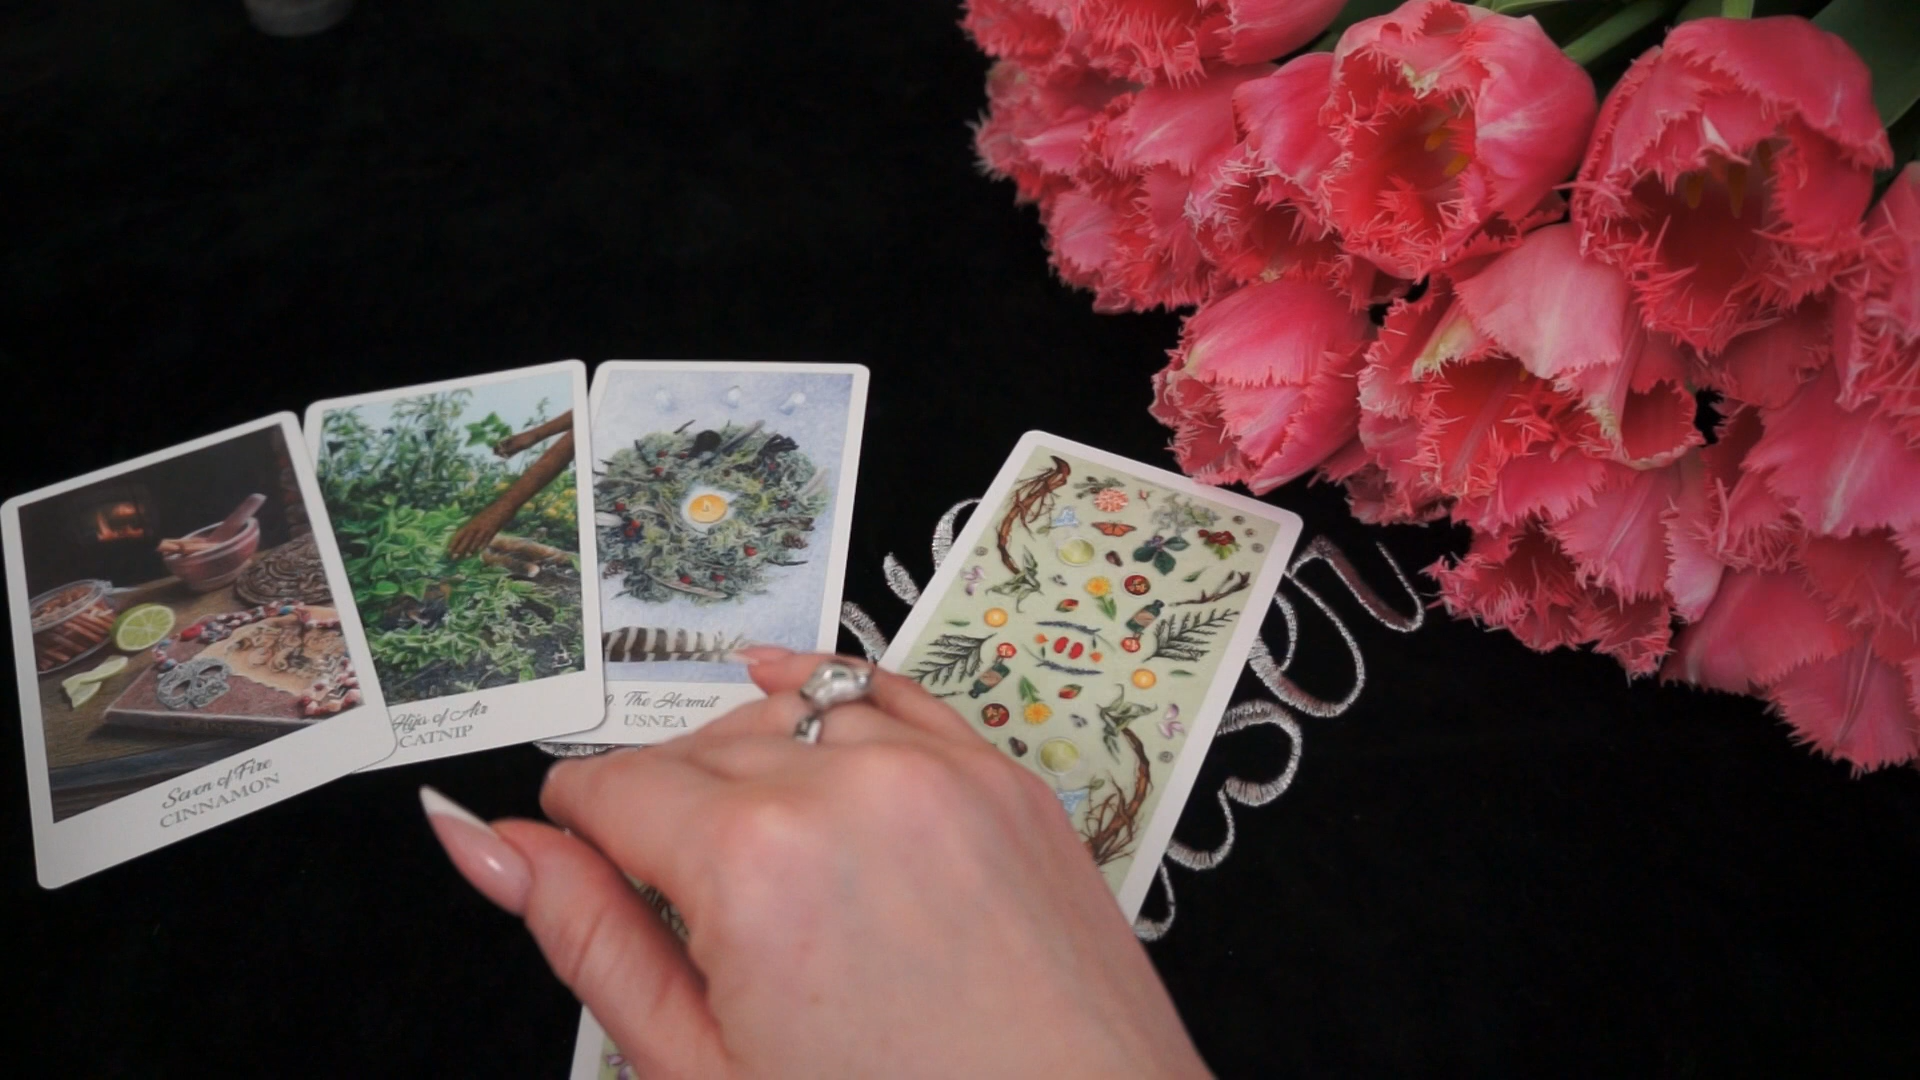 Seven of Fire
CINNAMON
Hija of Air
CATNIP
9. The Hermit
USNEA